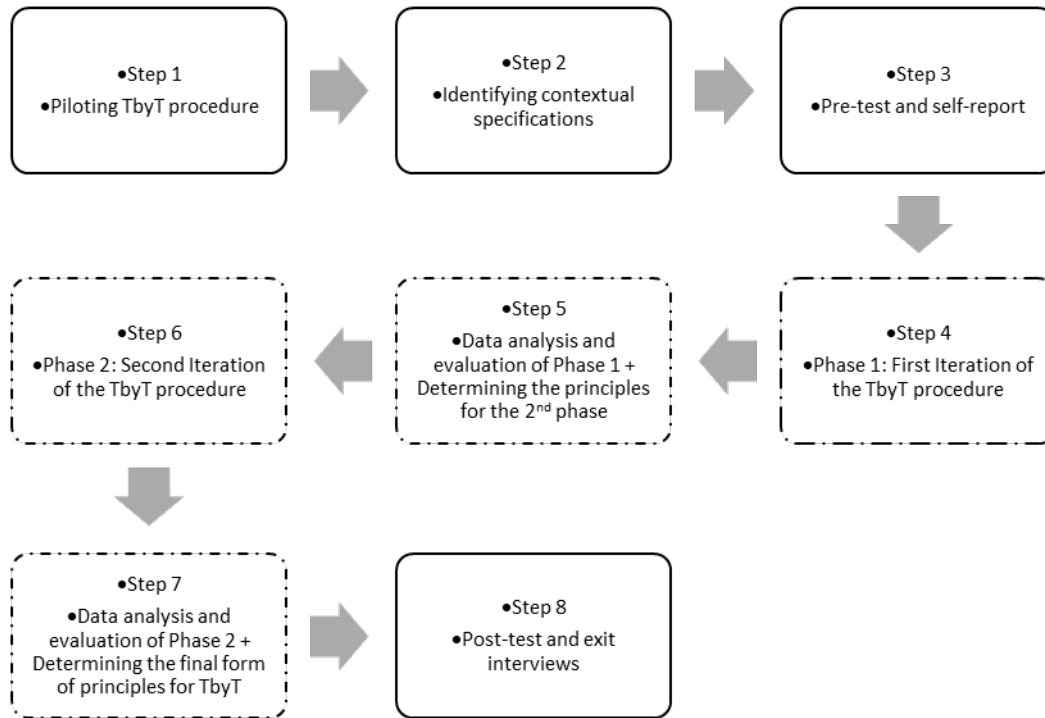 •Step 1
•Piloting TbyT procedure
•Step 2
•Identifying contextual
specifications
•Step 3
•Pre-test and self-report
•Step 4
•Phase 1: First Iteration of
the TbyT procedure
•Step 5
•Data analysis and
evaluation of Phase 1 +
Determining the principles
for the 2nd phase
•Step 6
•Phase 2: Second Iteration
of the TbyT procedure
•Step 7
•Data analysis and
evaluation of Phase 2 +
Determining the final form
of principles for TbyT
•Step 8
•Post-test and exit
interviews